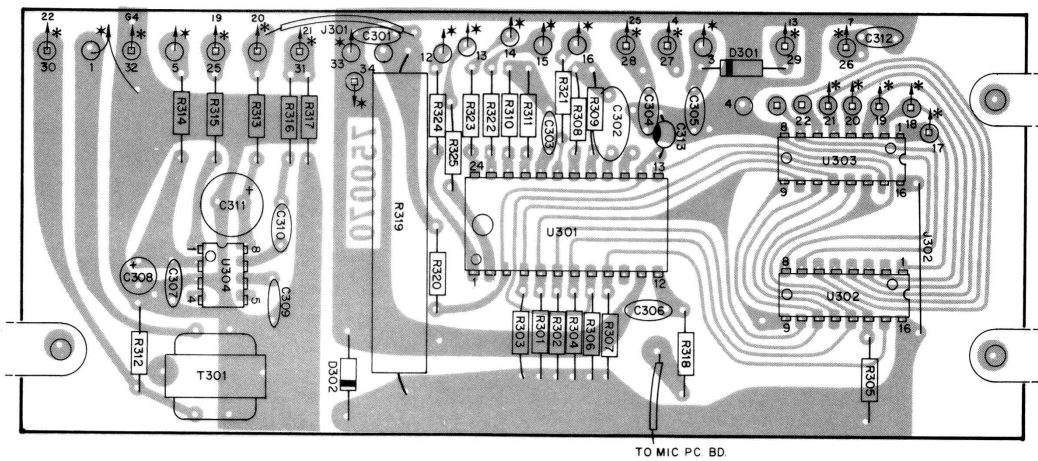 22 G4 19 20 21 J301 C301 25 4 13 7 C312
30 1 32 5 25 31 33 34 12 13 14 15 16 28 27 3 D301 29 26
R314 R315 R313 R316 R317 R324 R325 R323 R322 R310 R311 R321 C303 R308 R309 C302 C304 C313 C305 4 22 21 20 19 18 17
750070
24 13 8 1 U303
9 16
C311 C310 R319 U301
1 8 U304 4 5
C308 C307 C309 R320 1 12
8 1 U302 J302
9 16
R312 T301 D302 R303 R301 R302 R304 R306 R307 C306 R318 R305
TO MIC PC. BD.